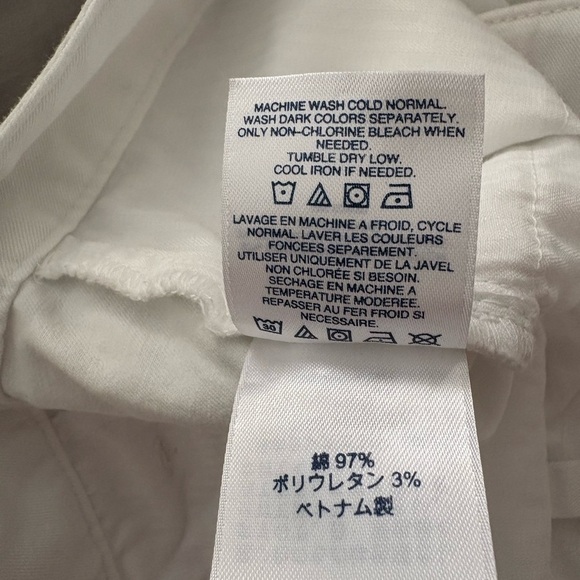 MACHINE WASH COLD NORMAL.
WASH DARK COLORS SEPARATELY.
ONLY NON-CHLORINE BLEACH WHEN
NEEDED.
TUMBLE DRY LOW.
COOL IRON IF NEEDED.
LAVAGE EN MACHINE A FROID, CYCLE
NORMAL. LAVER LES COULEURS
FONCEES SEPAREMENT.
UTILISER UNIQUEMENT DE LA JAVEL
NON CHLORÉE SI BESOIN.
SECHAGE EN MACHINE A
TEMPERATURE MODEREE.
REPASSER AU FER FROID SI
NECESSAIRE.
30
綿 97%
ポリウレタン 3%
ベトナム製